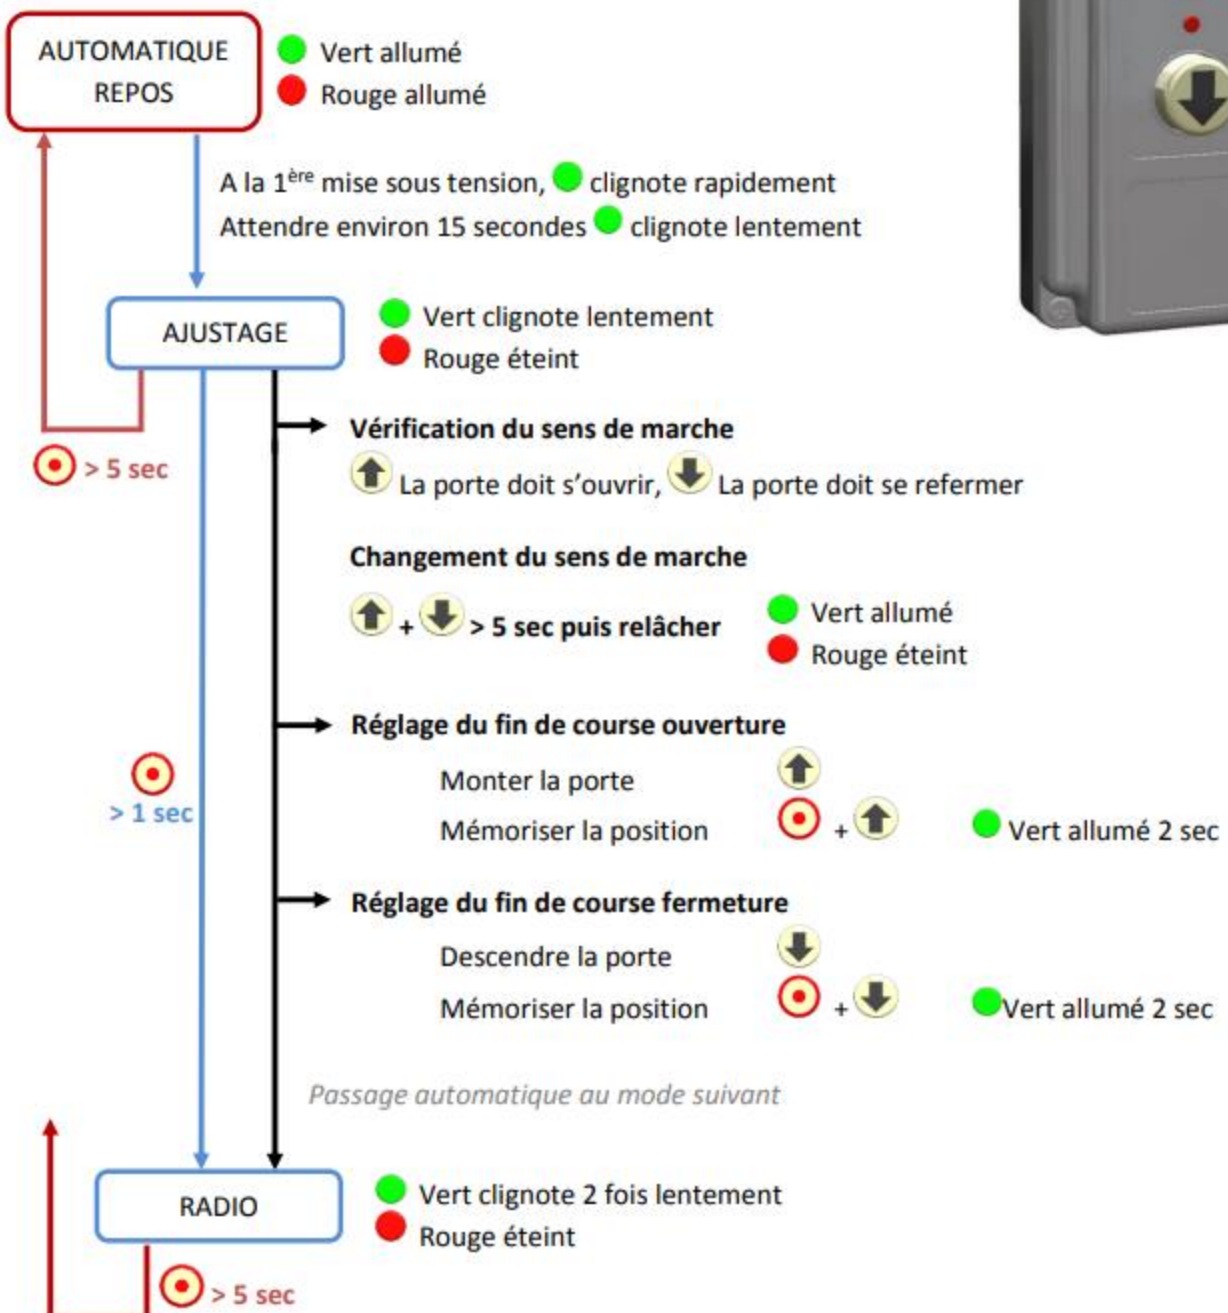 AUTOMATIQUE
REPOS
Vert allumé
Rouge allumé
A la 1ère mise sous tension, clignote rapidement
Attendre environ 15 secondes clignote lentement
AJUSTAGE
Vert clignote lentement
Rouge éteint
> 5 sec
Vérification du sens de marche
La porte doit s’ouvrir, La porte doit se refermer
Changement du sens de marche
+ > 5 sec puis relâcher
Vert allumé
Rouge éteint
Réglage du fin de course ouverture
Monter la porte
> 1 sec
Mémoriser la position + Vert allumé 2 sec
Réglage du fin de course fermeture
Descendre la porte
Mémoriser la position + Vert allumé 2 sec
Passage automatique au mode suivant
RADIO
Vert clignote 2 fois lentement
Rouge éteint
> 5 sec